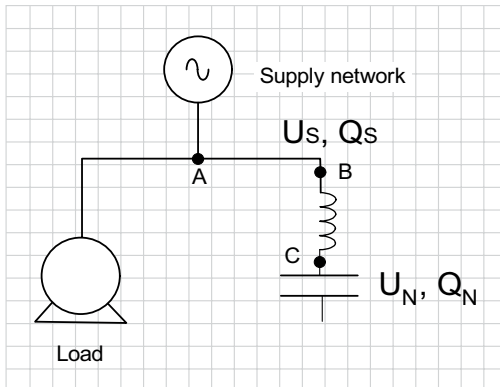 Supply network
US, QS
A
B
C
UN, QN
Load